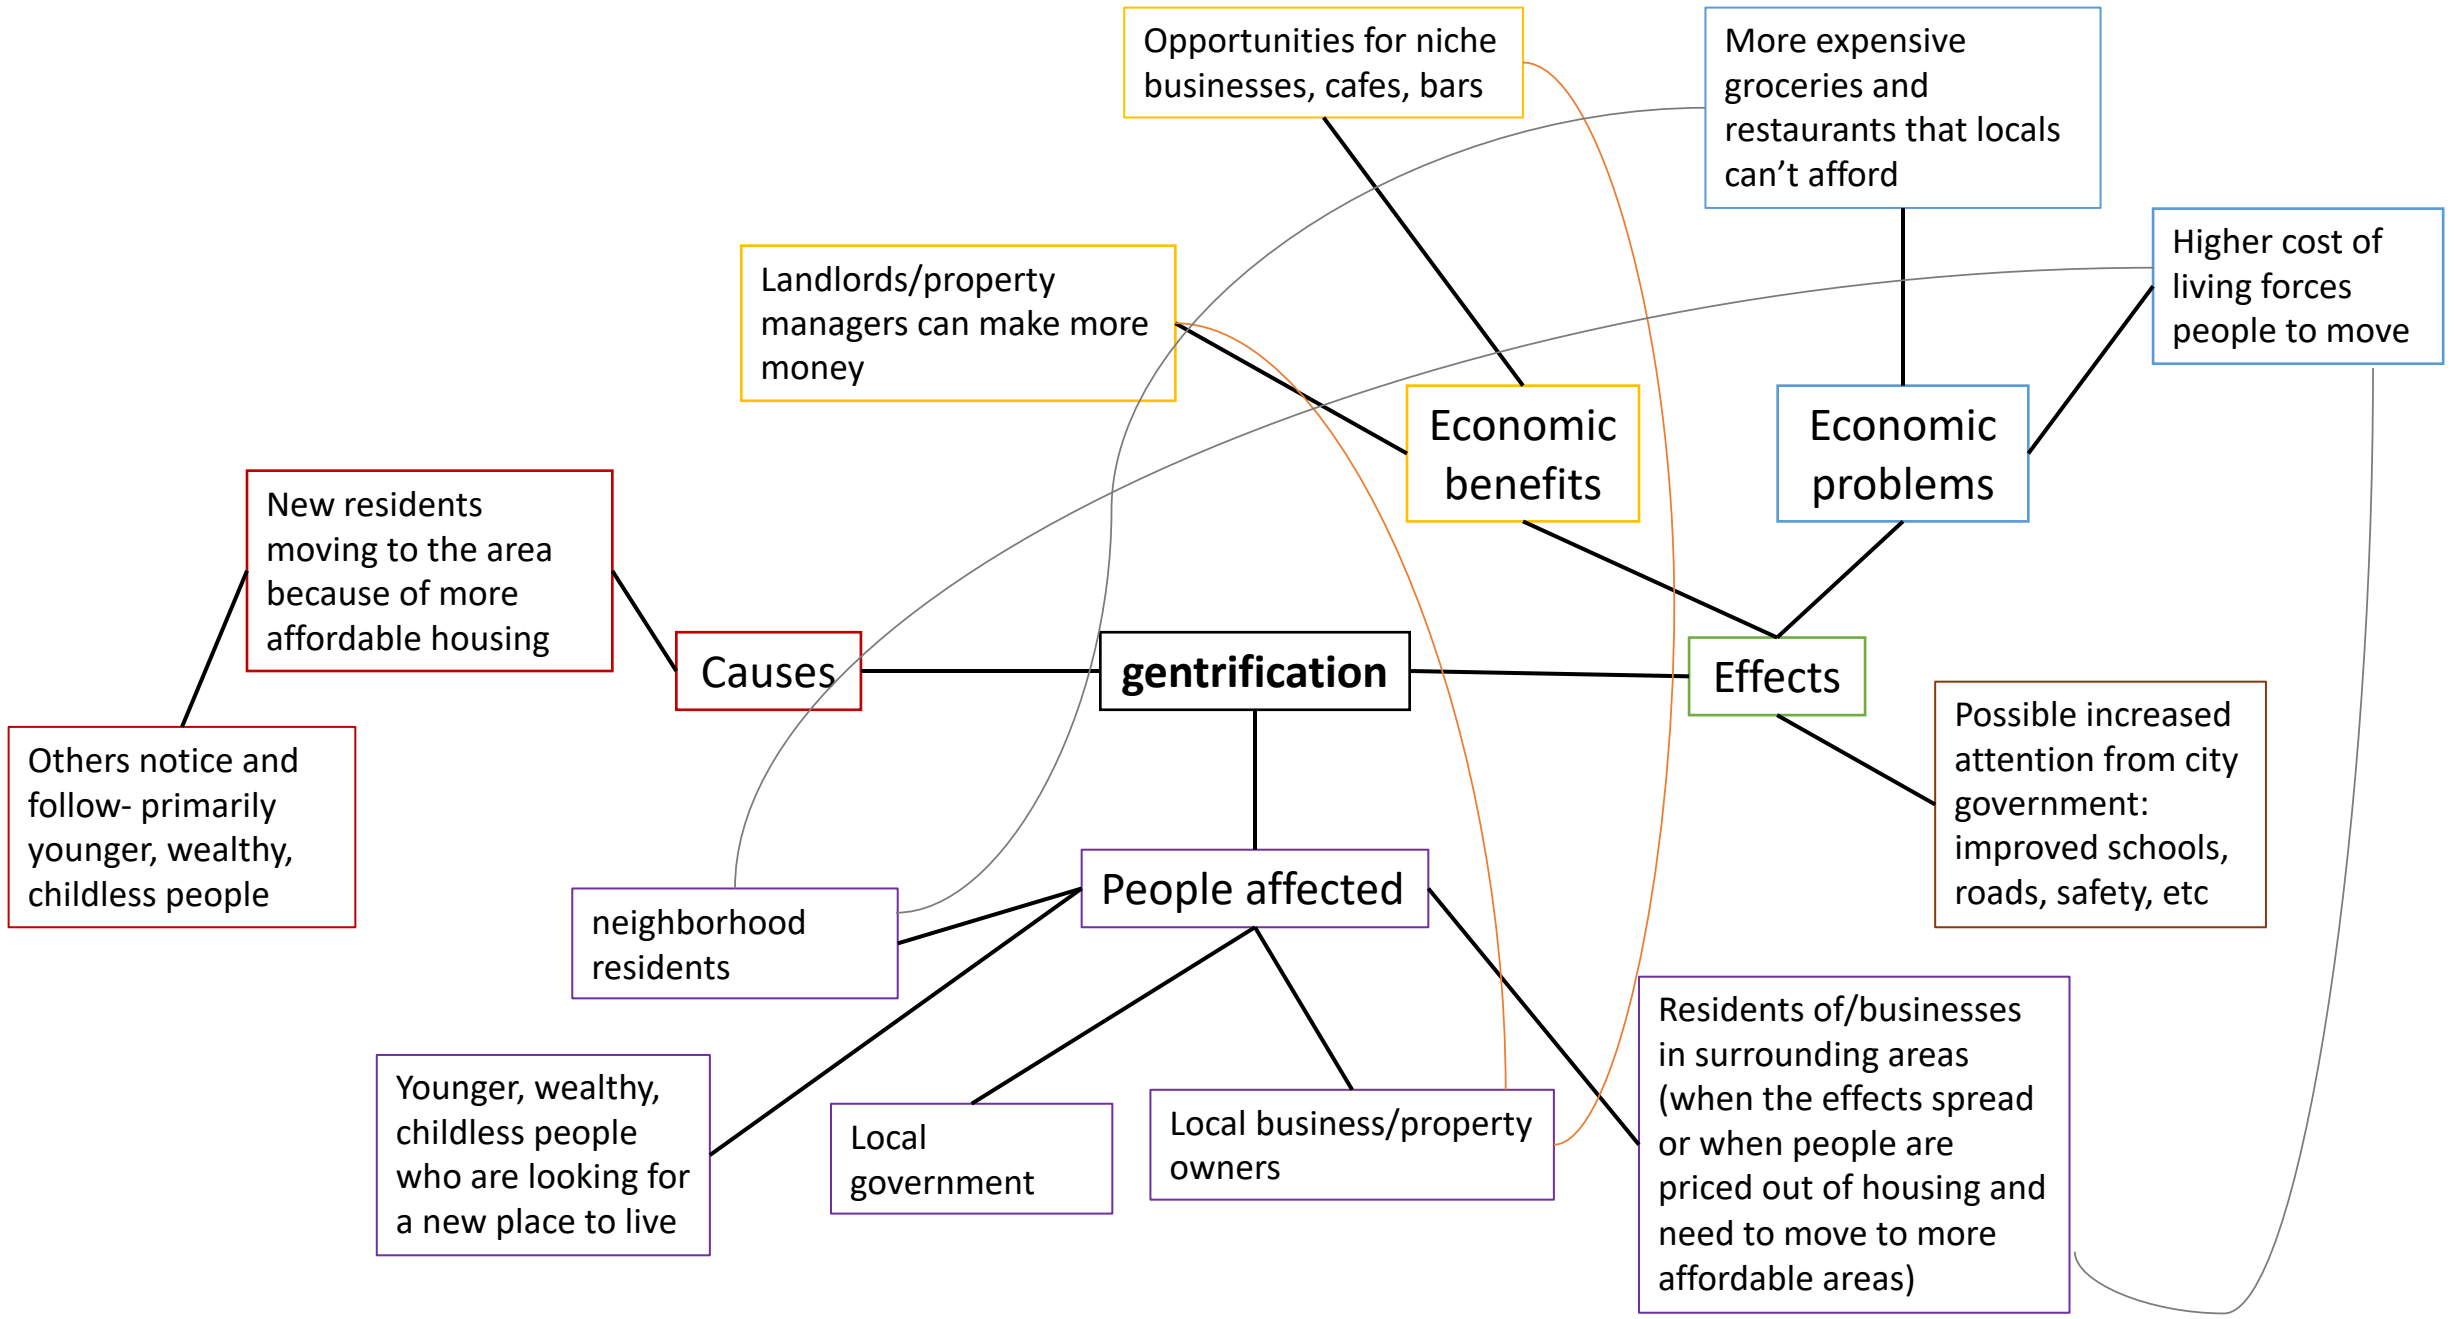 Opportunities for niche
businesses, cafes, bars
More expensive
groceries and
restaurants that locals
can’t afford
Higher cost of
living forces
people to move
Landlords/property
managers can make more
money
Economic
benefits
Economic
problems
New residents
moving to the area
because of more
affordable housing
Causes
gentrification
Effects
Others notice and
follow- primarily
younger, wealthy,
childless people
Possible increased
attention from city
government:
improved schools,
roads, safety, etc
People affected
neighborhood
residents
Younger, wealthy,
childless people
who are looking for
a new place to live
Local
government
Local business/property
owners
Residents of/businesses
in surrounding areas
(when the effects spread
or when people are
priced out of housing and
need to move to more
affordable areas)